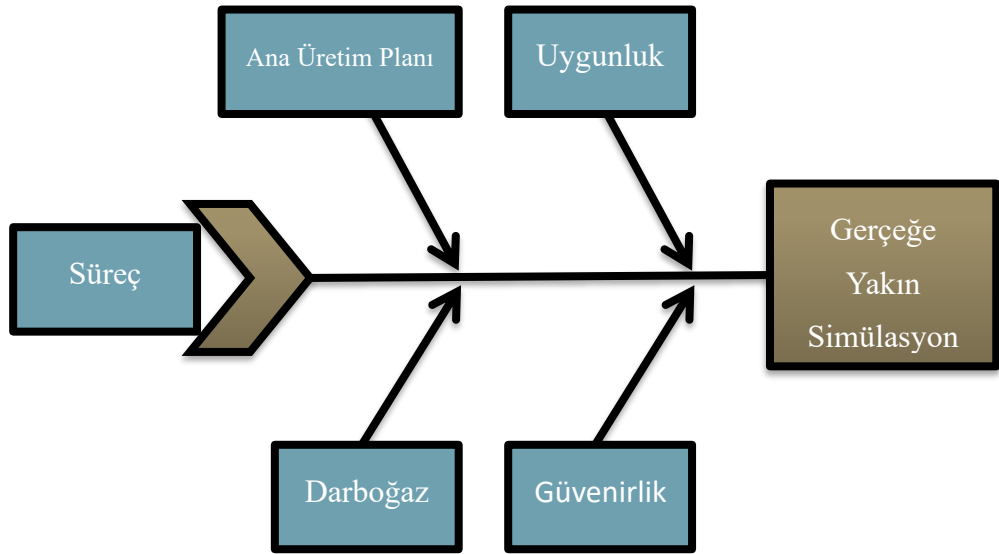 Ana Üretim Planı
Uygunluk
Süreç
Gerçeğe
Yakın
Simülasyon
Darboğaz
Güvenirlik